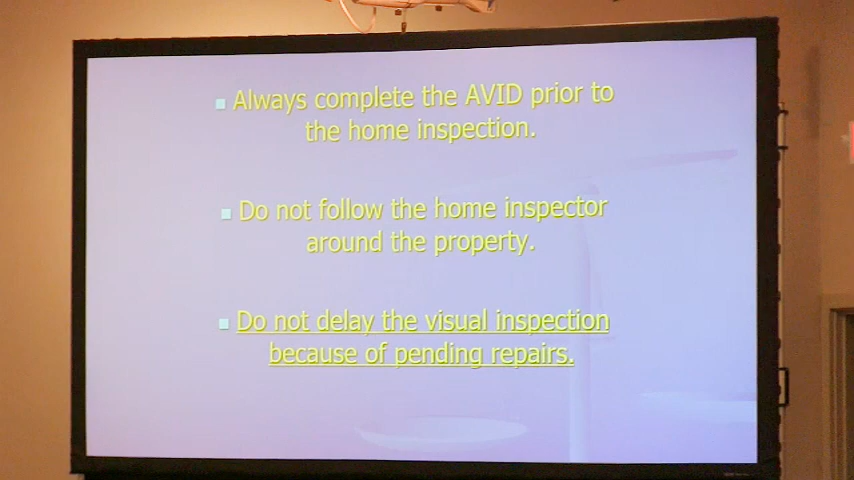 Always complete the AVID prior to
the home inspection.
Do not follow the home inspector
around the property.
Do not delay the visual inspection
because of pending repairs.